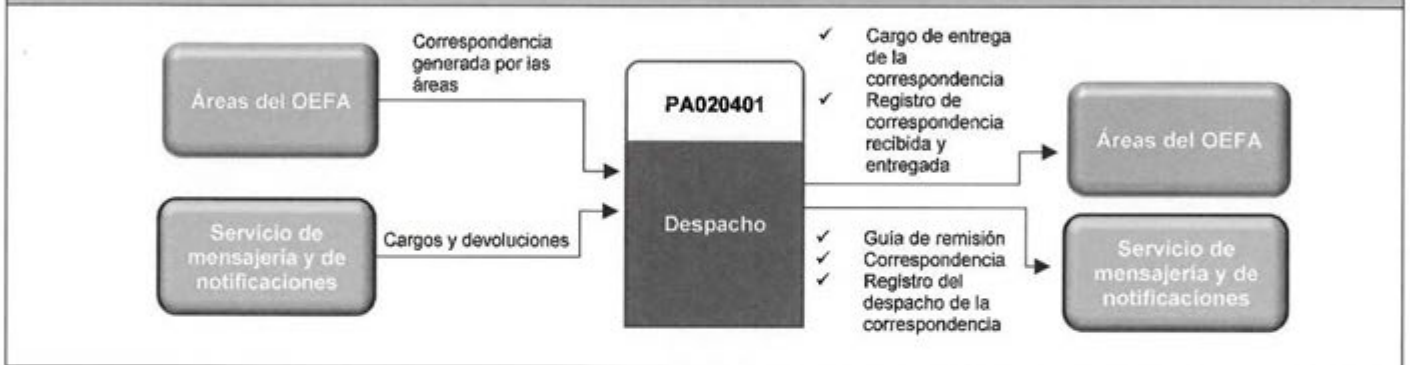 Áreas del OEFA
Correspondencia
generada por las
áreas
Servicio de
mensajería y de
notificaciones
Cargos y devoluciones
PA020401
Despacho
✓ Cargo de entrega
de la
correspondencia
✓ Registro de
correspondencia
recibida y
entregada
✓ Guía de remisión
✓ Correspondencia
✓ Registro del
despacho de la
correspondencia
Áreas del OEFA
Servicio de
mensajería y de
notificaciones